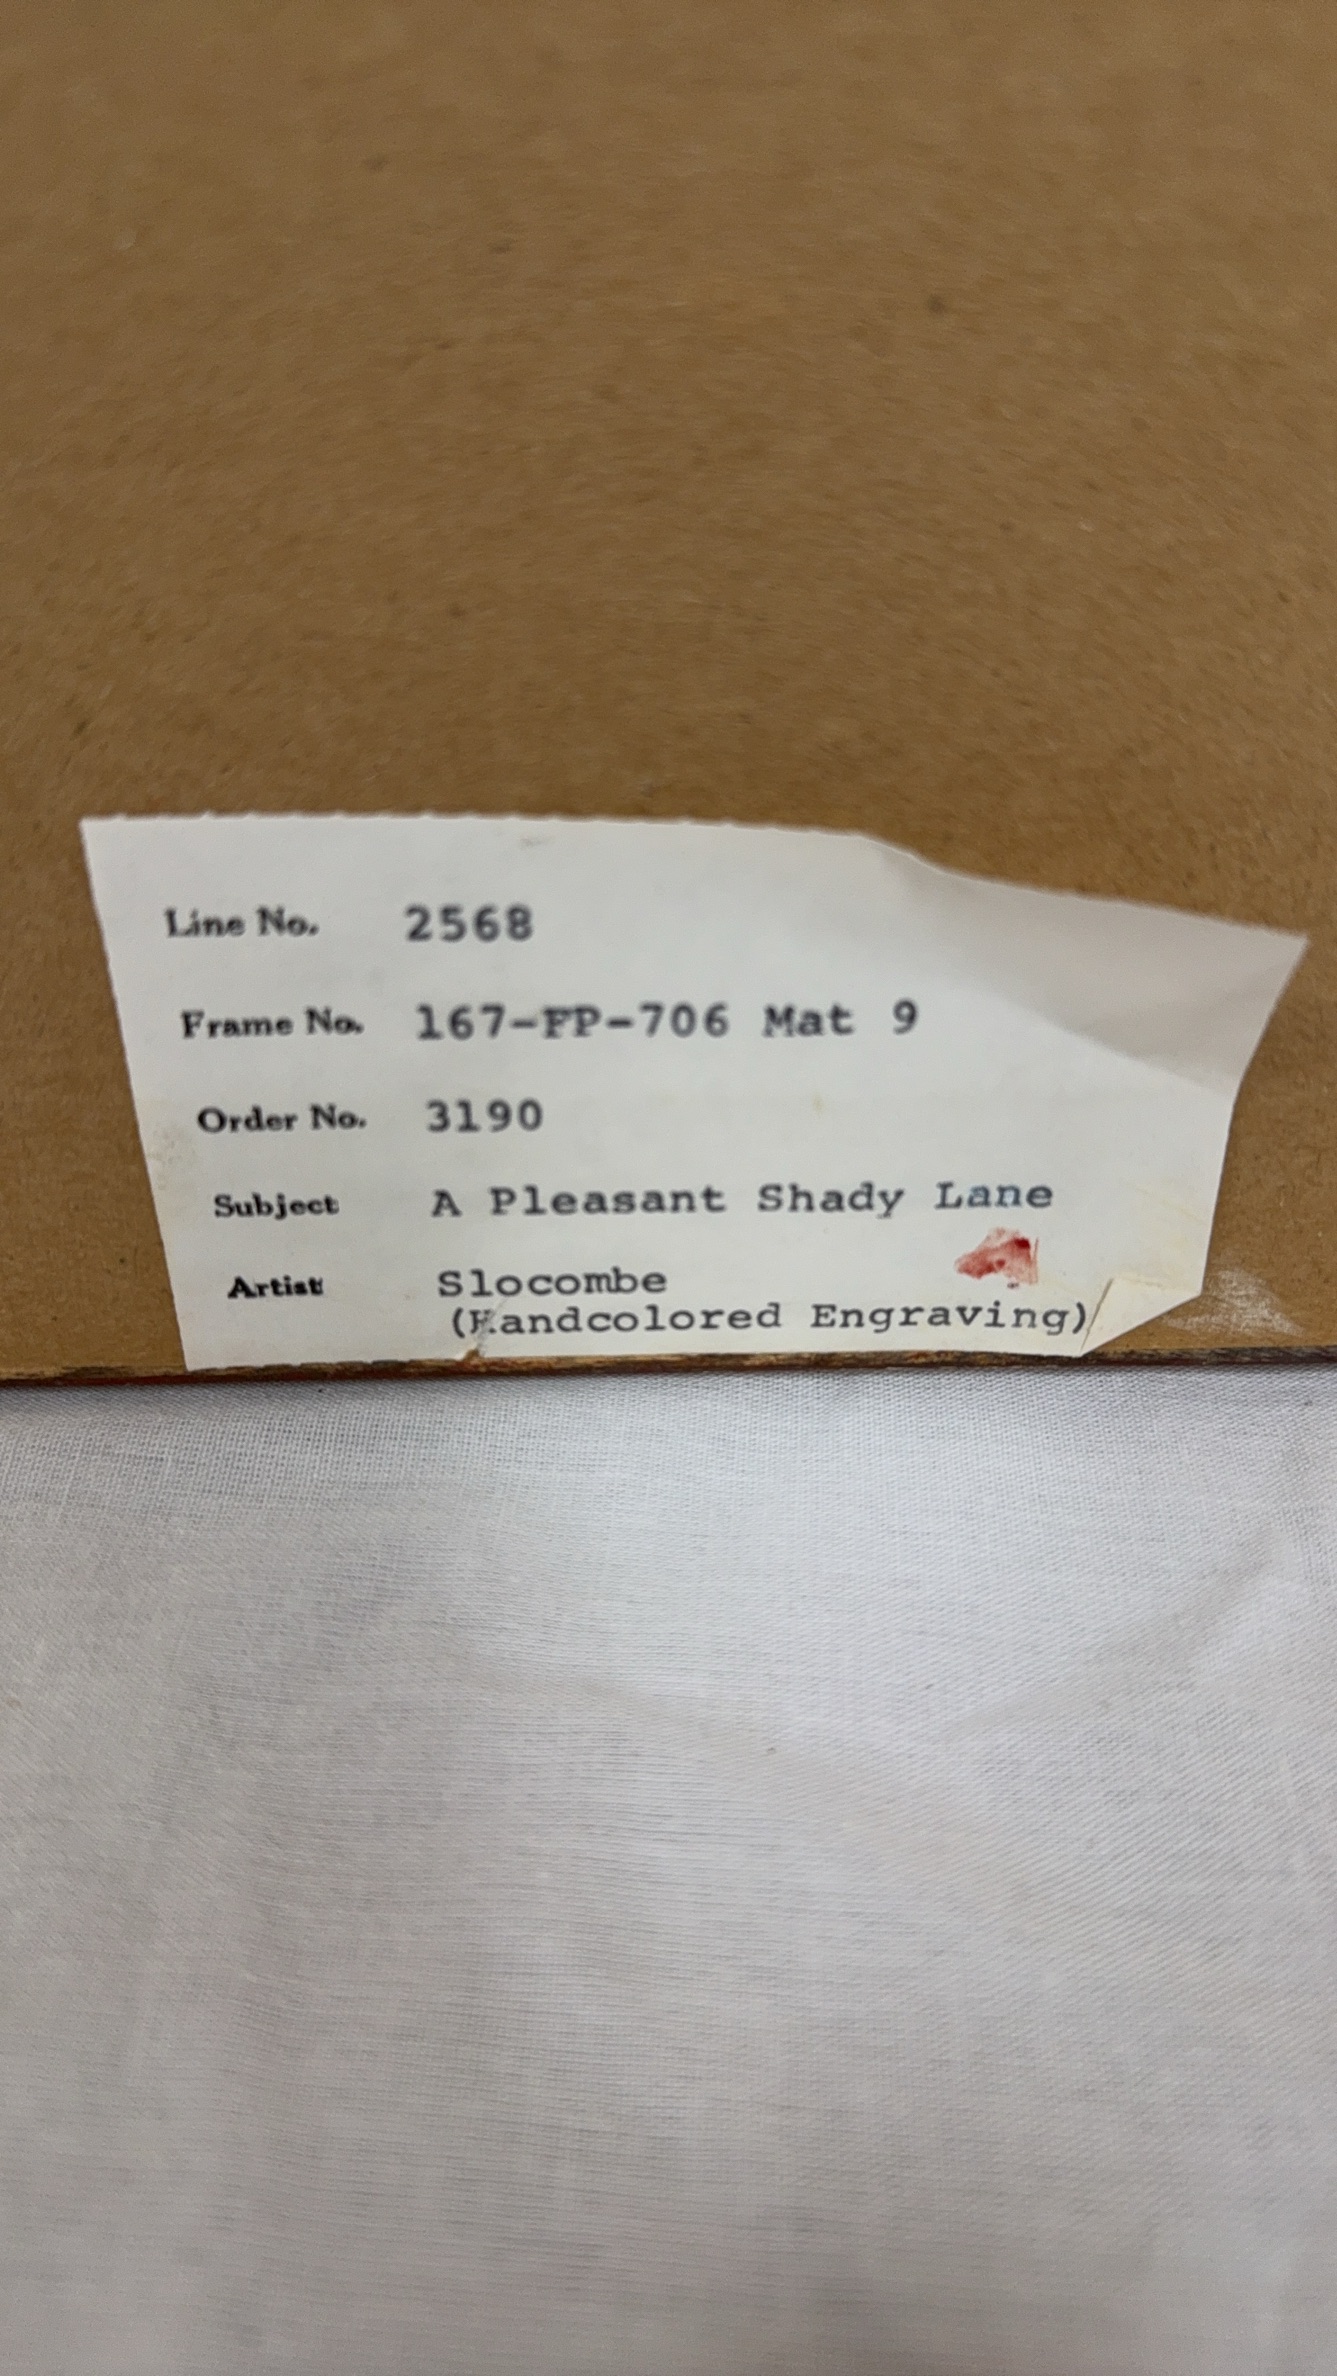 Line No. 2568
Frame No. 167-FP-706 Mat 9
Order No. 3190
Subject A Pleasant Shady Lane
Artist Slocombe
(Handcolored Engraving)